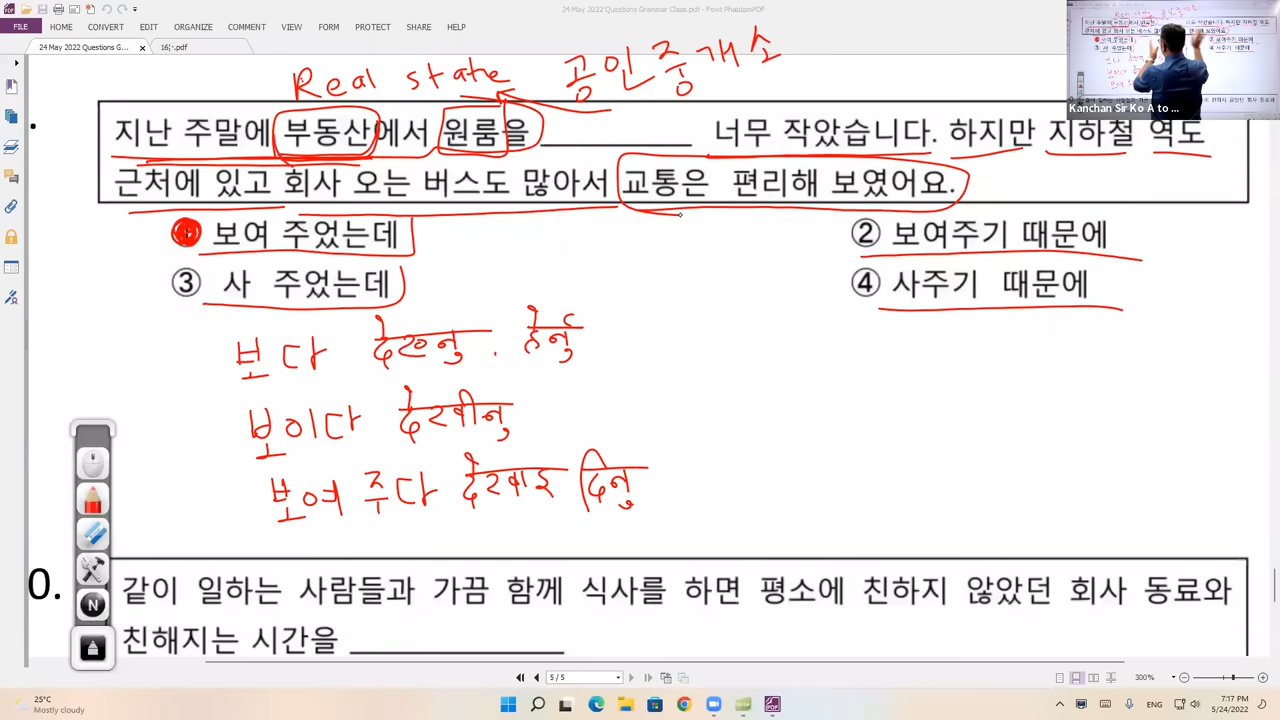 24 May 2022 Questions Grammar Class.pdf - Foxit PhantomPDF
FILE HOME CONVERT EDIT ORGANIZE COMMENT VIEW FORM PROTECT SHARE HELP
24 May 2022 Questions G...
Kanchan Sir Ko A to ...
Real state 공인중개소
지난 주말에 부동산에서 원룸을 __________ 너무 작았습니다. 하지만 지하철 역도
근처에 있고 회사 오는 버스도 많아서 교통은 편리해 보였어요.
① 보여 주었는데 ② 보여주기 때문에
③ 사 주었는데 ④ 사주기 때문에
보다 देख्नु . हेर्नु
보이다 देखीनु
보여 주다 देखाइ दिनु
0. 같이 일하는 사람들과 가끔 함께 식사를 하면 평소에 친하지 않았던 회사 동료와
친해지는 시간을 ______________
5 / 5
300%
25°C
Mostly cloudy
ENG
7:17 PM
5/24/2022